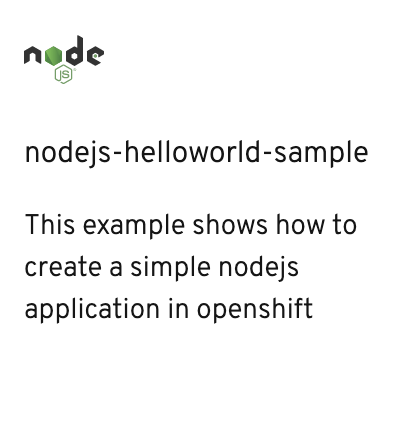 node
JS
nodejs-helloworld-sample
This example shows how to
create a simple nodejs
application in openshift